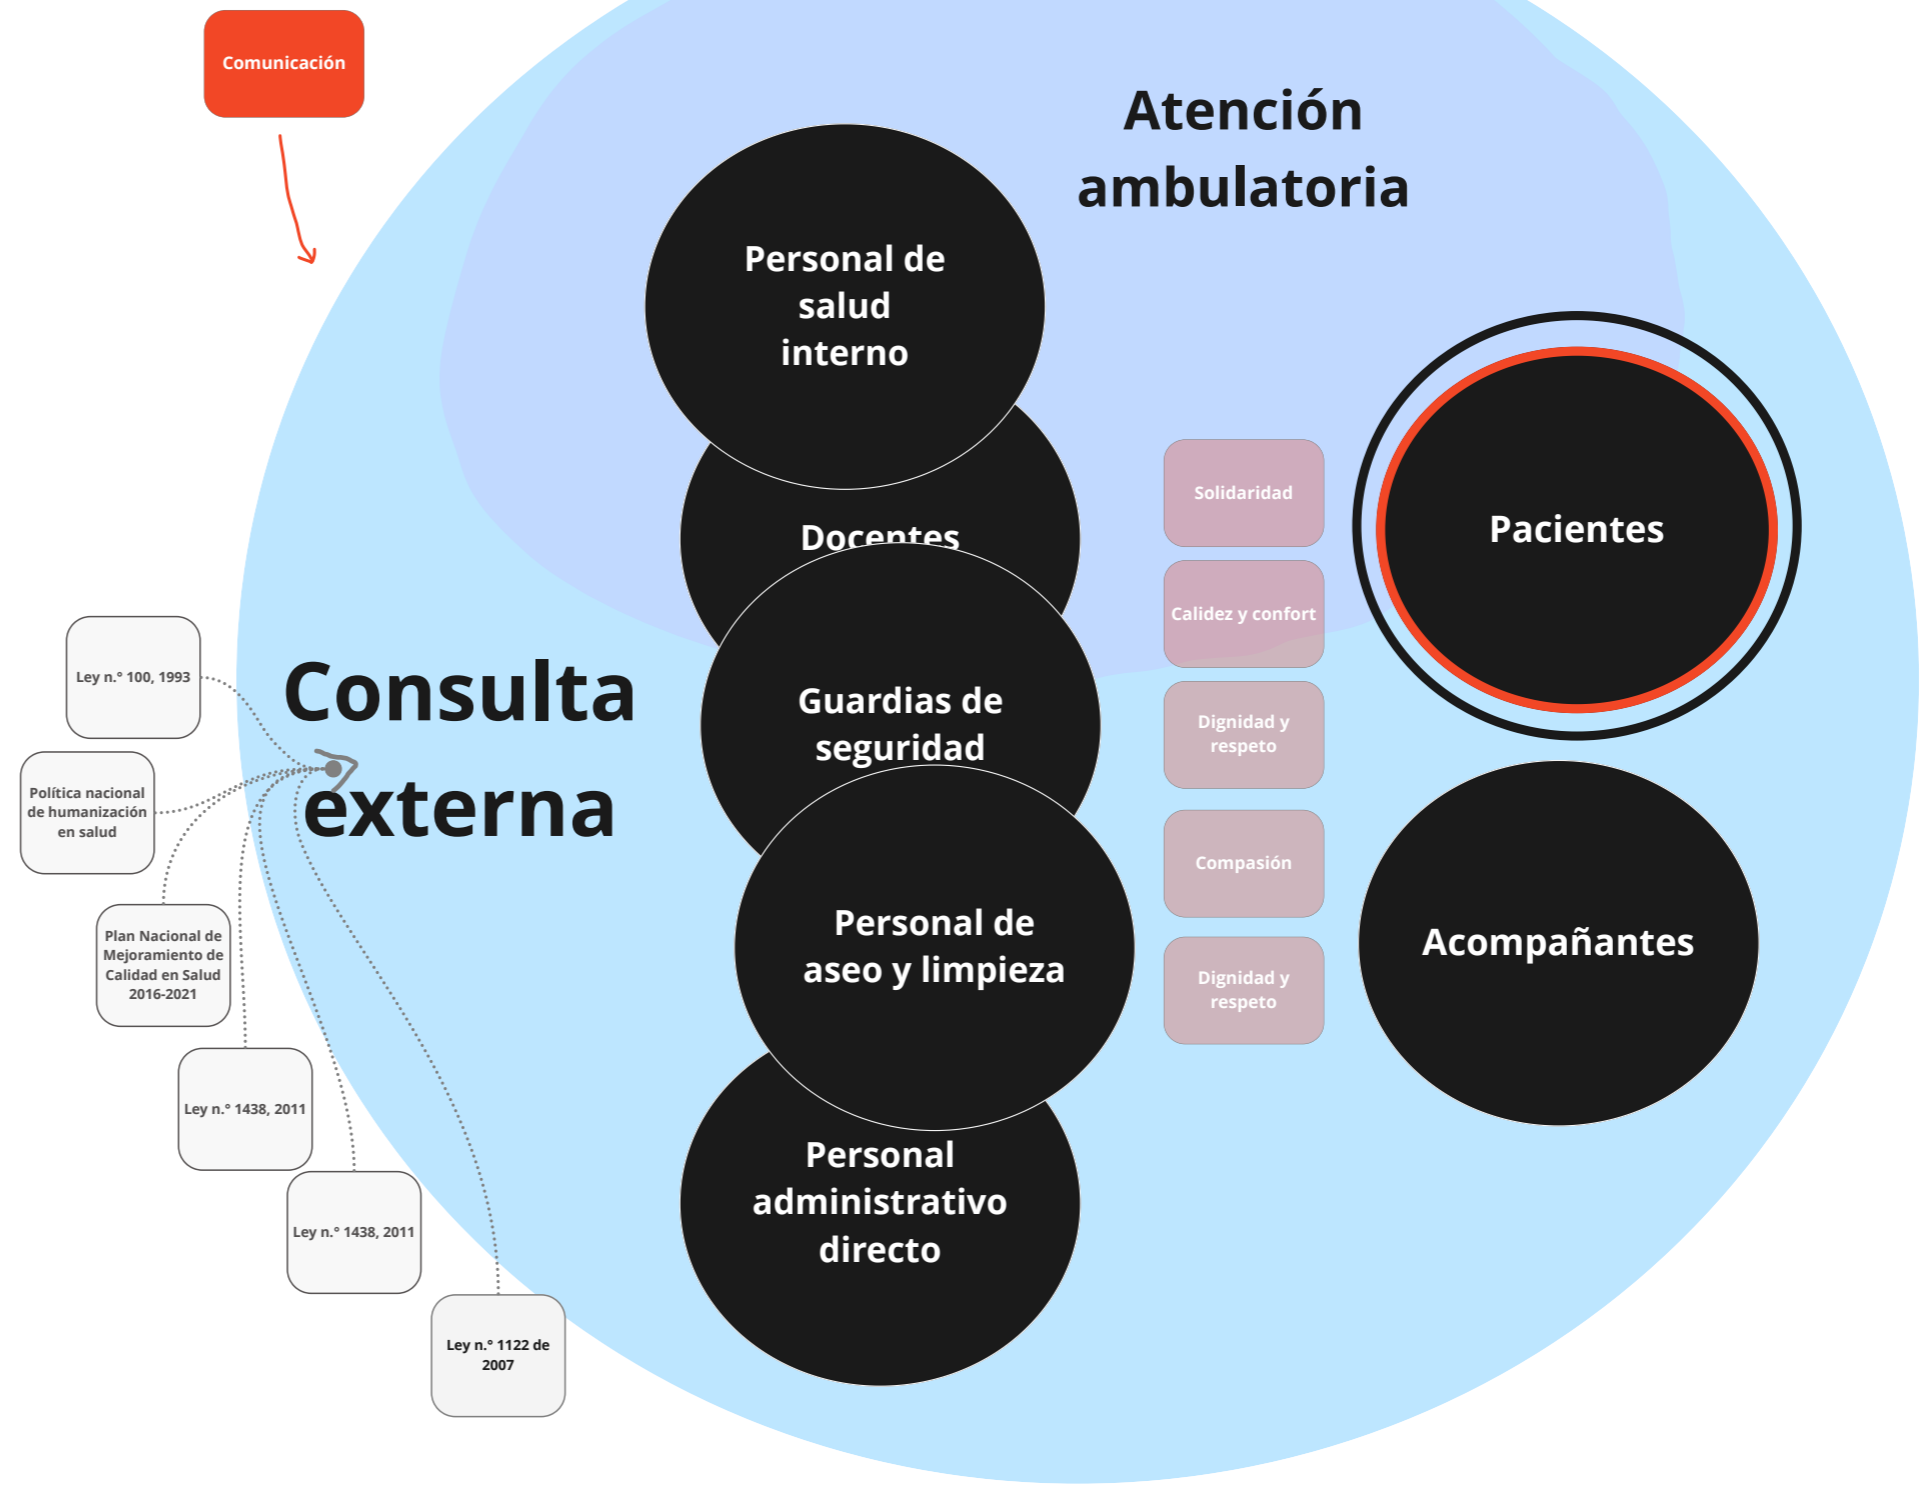 Comunicación
Atención
ambulatoria
Personal de
salud
interno
Docentes
Solidaridad
Pacientes
Calidez y confort
Consulta
externa
Guardias de
seguridad
Dignidad y
respeto
Ley n.° 100, 1993
Política nacional
de humanización
en salud
Compasión
Personal de
aseo y limpieza
Acompañantes
Plan Nacional de
Mejoramiento de
Calidad en Salud
2016-2021
Dignidad y
respeto
Ley n.° 1438, 2011
Personal
administrativo
directo
Ley n.° 1438, 2011
Ley n.° 1122 de
2007